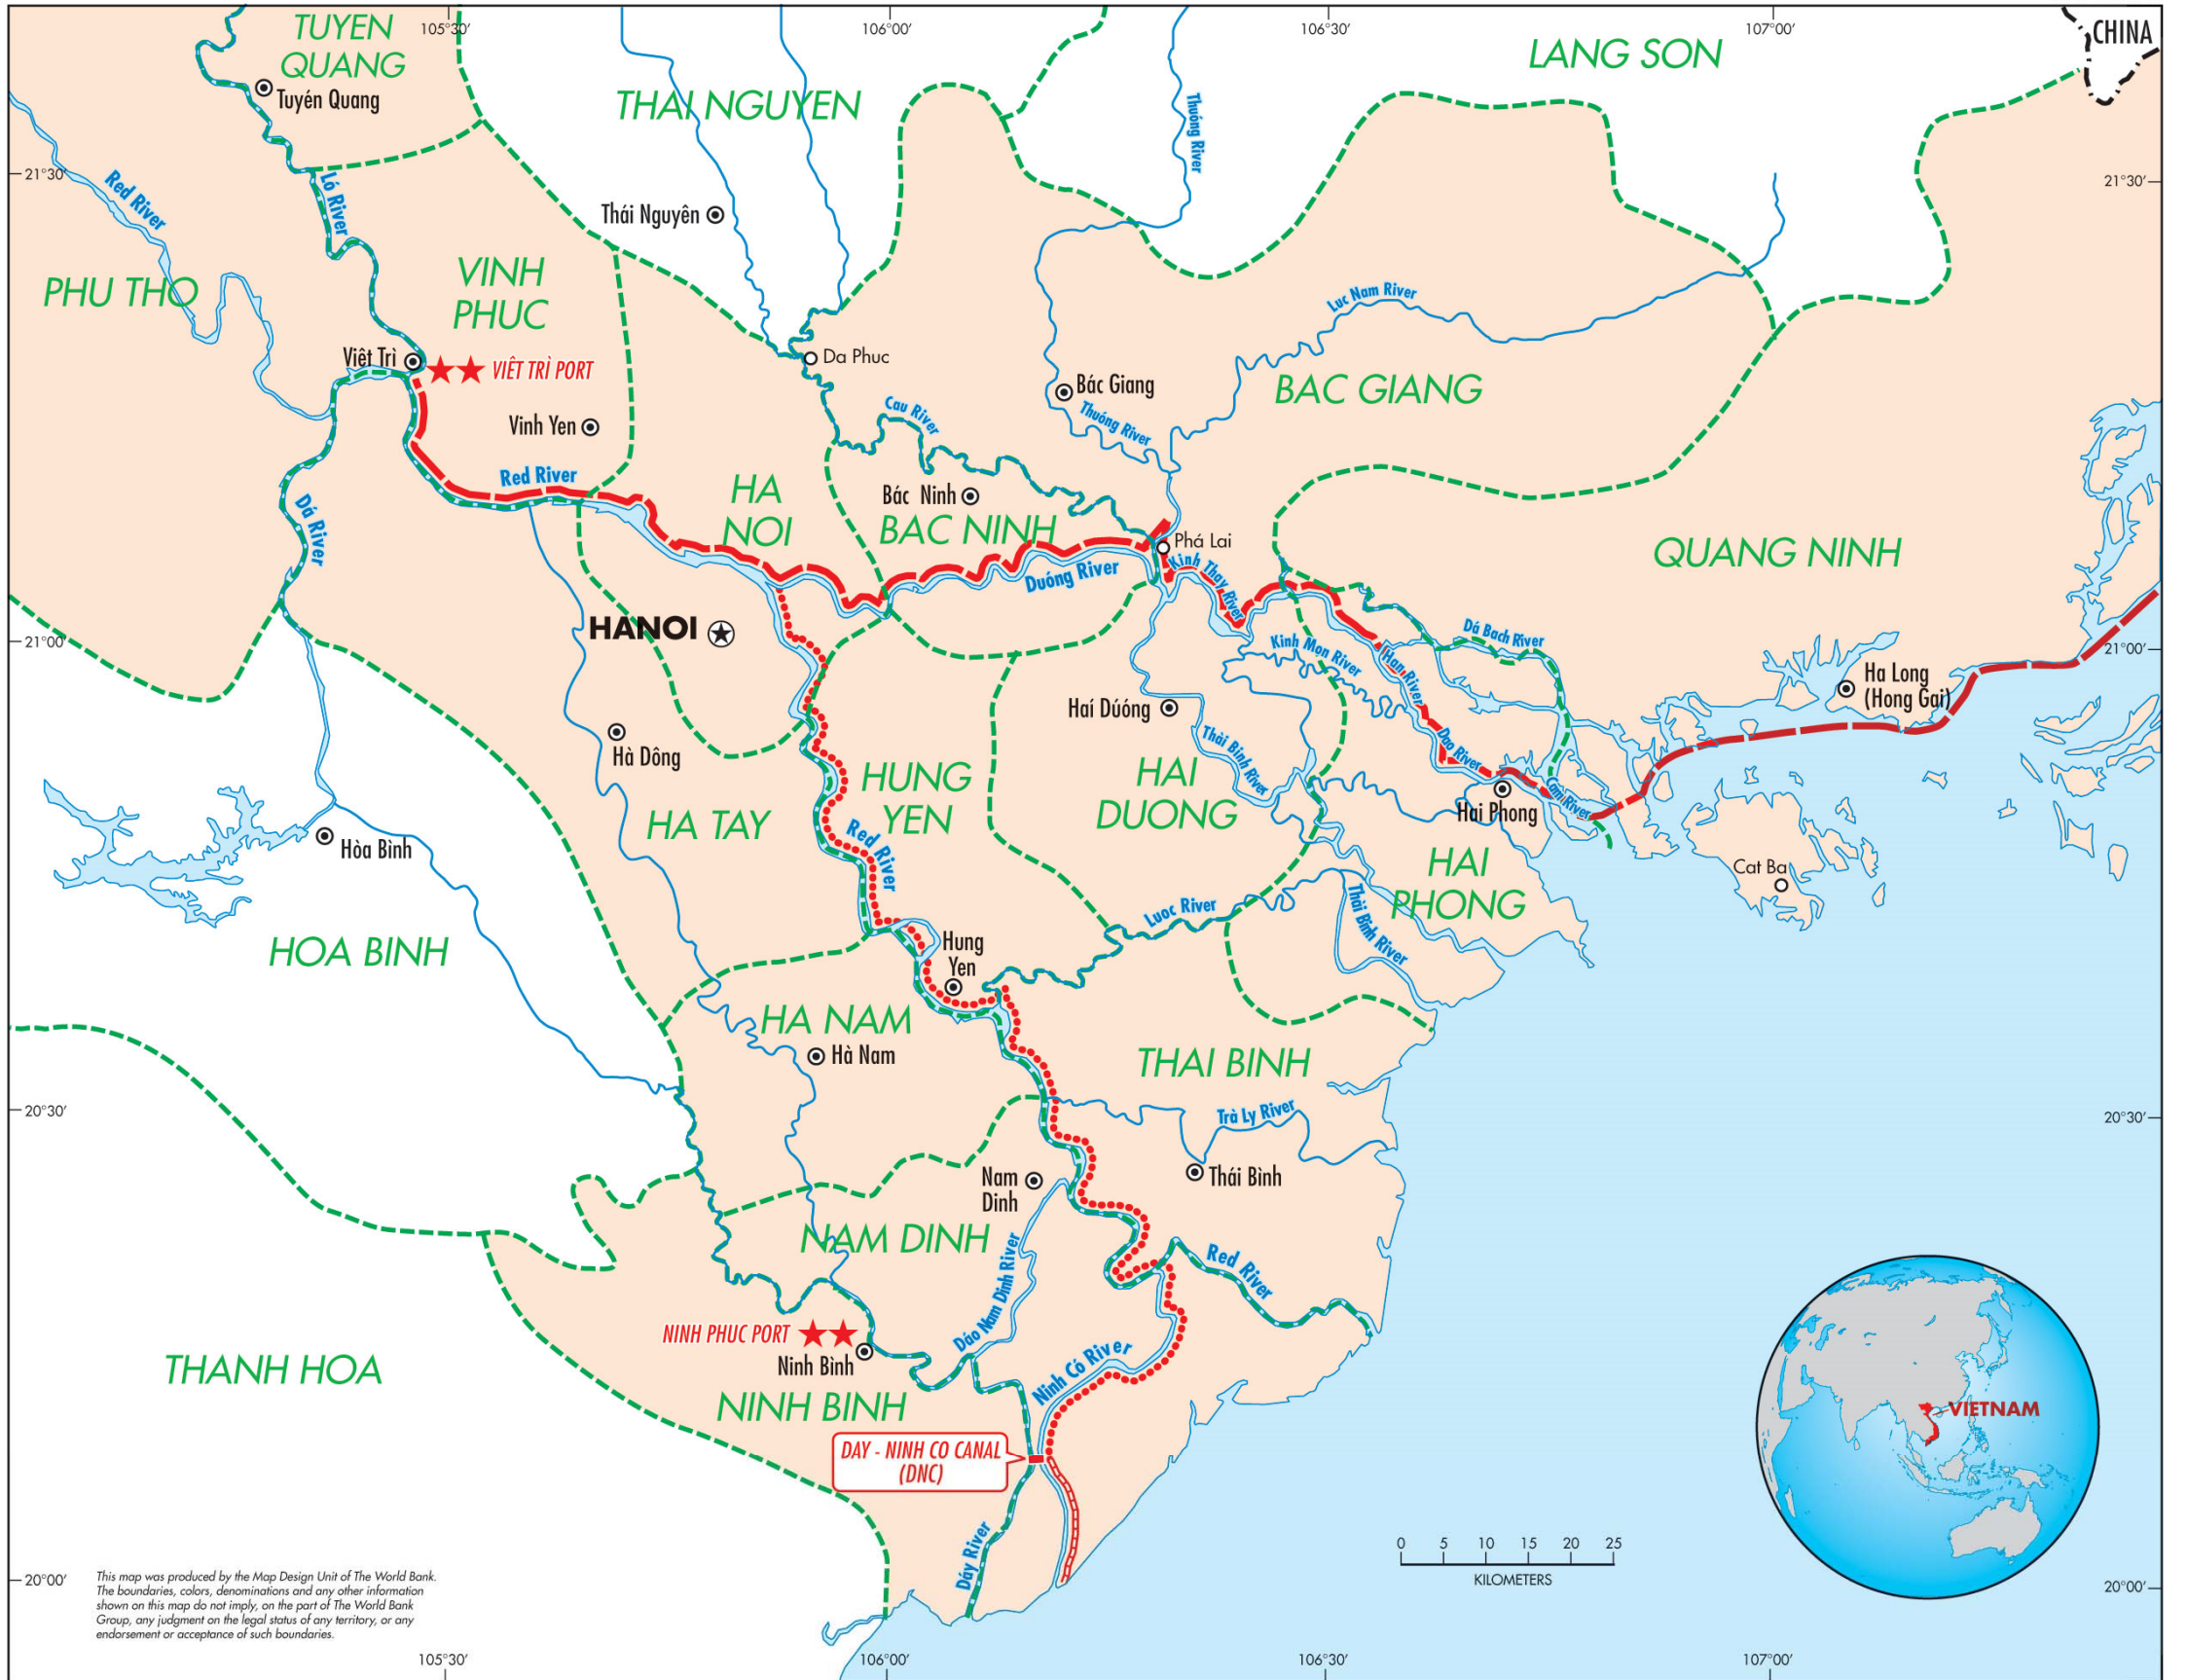 105°30′
106°00′
106°30′
107°00′
CHINA
TUYEN
QUANG
Tuyén Quang
LANG SON
THAI NGUYEN
Thuóng River
21°30′
21°30′
Red River
Ló River
Thái Nguyên
PHU THO
VINH
PHUC
Luc Nam River
Viêt Trì
VIÊT TRÌ PORT
Da Phuc
Bác Giang
BAC GIANG
Vinh Yen
Cau River
Thuóng River
Red River
HA
NOI
Bác Ninh
BAC NINH
Dá River
Phá Lai
QUANG NINH
Duóng River
Kinh Thay River
HANOI
21°00′
21°00′
Kinh Mon River
Dá Bach River
Han River
Ha Long
(Hong Gai)
Haí Dúóng
Hà Dông
Thài Bình River
Dao River
HUNG
YEN
HAI
DUONG
Cám River
Hai Phong
HA TAY
Red River
Hòa Bình
HAI
PHONG
Cat Ba
Luoc River
Thài Bình River
HOA BINH
Hung
Yen
HA NAM
Hà Nam
THAI BINH
20°30′
20°30′
Trà Ly River
Nam
Dinh
Thái Bình
NAM DINH
Red River
Dáo Nam Dinh River
NINH PHUC PORT
Ninh Bình
THANH HOA
NINH BINH
Ninh Có River
VIETNAM
DAY - NINH CO CANAL
(DNC)
Dáy River
0 5 10 15 20 25
KILOMETERS
20°00′
20°00′
This map was produced by the Map Design Unit of The World Bank.
The boundaries, colors, denominations and any other information
shown on this map do not imply, on the part of The World Bank
Group, any judgment on the legal status of any territory, or any
endorsement or acceptance of such boundaries.
105°30′
106°00′
106°30′
107°00′